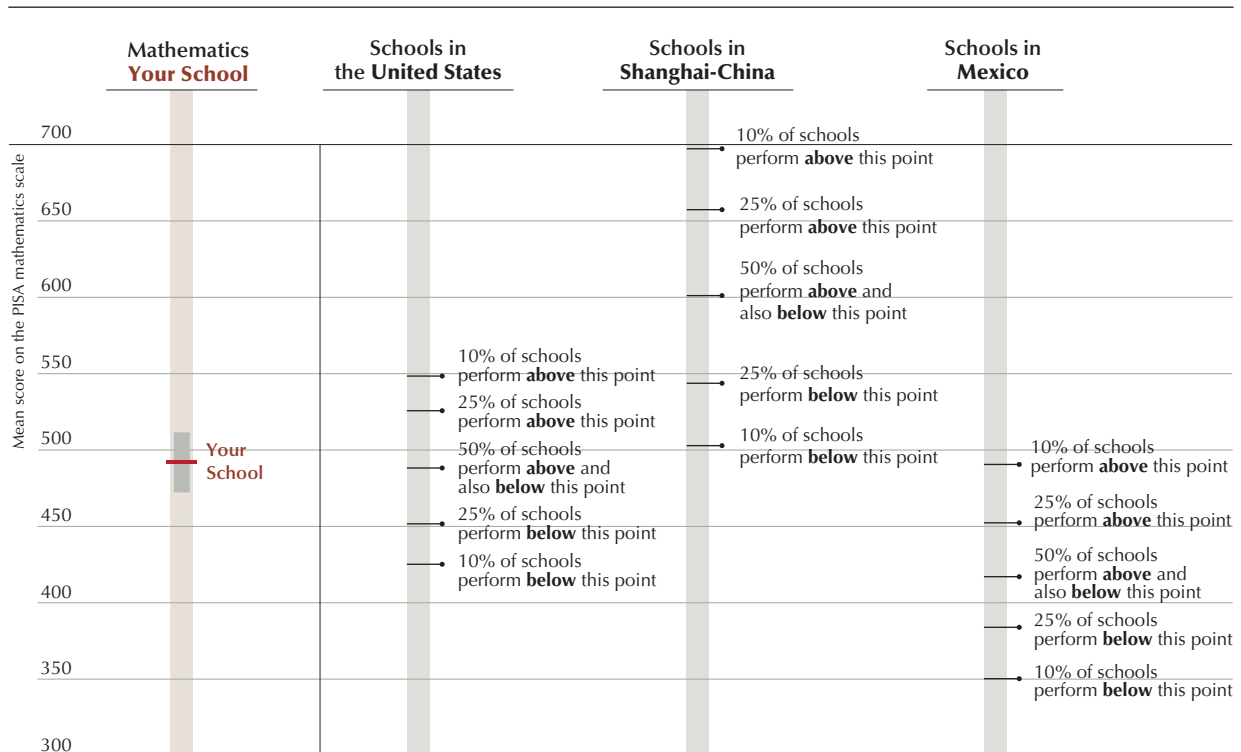 Mathematics
Your School
Schools in
the United States
Schools in
Shanghai-China
Schools in
Mexico
Mean score on the PISA mathematics scale
700
650
600
550
500
450
400
350
300
Your
School
10% of schools
perform above this point
25% of schools
perform above this point
50% of schools
perform above and
also below this point
25% of schools
perform below this point
10% of schools
perform below this point
10% of schools
perform above this point
25% of schools
perform above this point
50% of schools
perform above and
also below this point
25% of schools
perform below this point
10% of schools
perform below this point
10% of schools
perform above this point
25% of schools
perform above this point
50% of schools
perform above and
also below this point
25% of schools
perform below this point
10% of schools
perform below this point